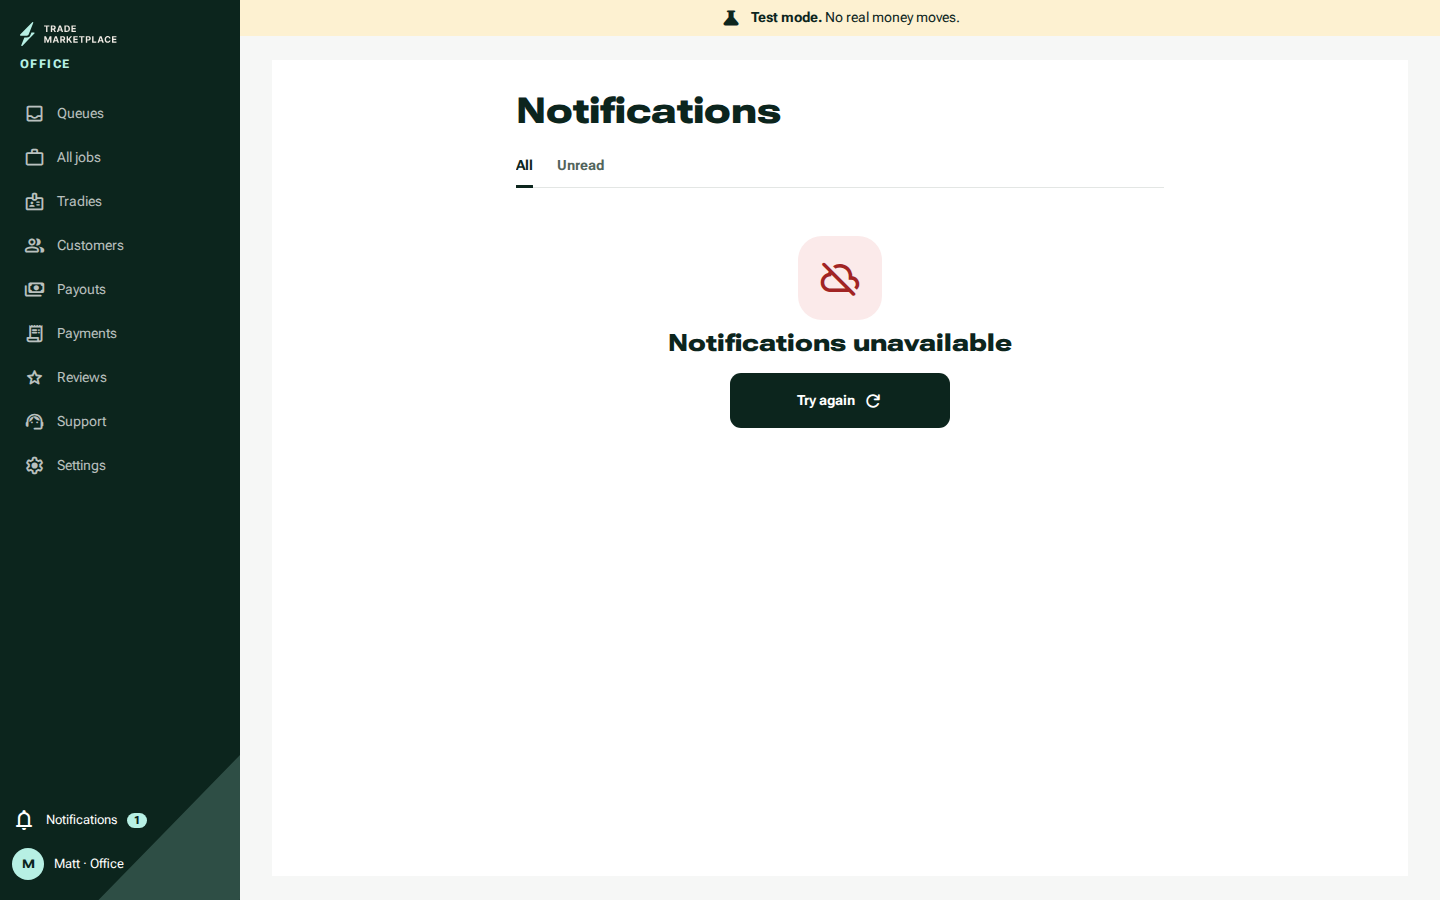 TRADE
MARKETPLACE
OFFICE
Queues
All jobs
Tradies
Customers
Payouts
Payments
Reviews
Support
Settings
Notifications 1
M Matt · Office
Test mode. No real money moves.
Notifications
All Unread
Notifications unavailable
Try again